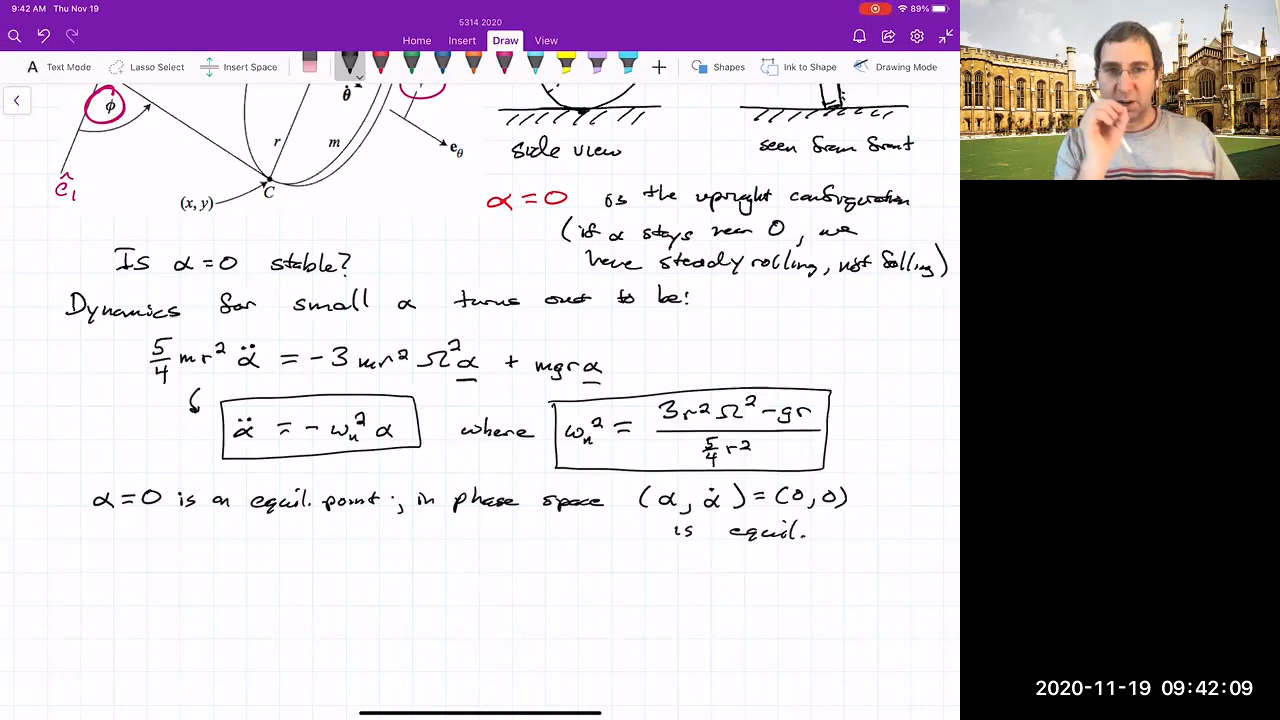 9:42 AM Thu Nov 19
89%
5314 2020
Home Insert Draw View
A Text Mode Lasso Select Insert Space Shapes Ink to Shape Drawing Mode
ϕ
θ̇
r
m
e_θ
ê₁
(x, y)
C
side view
seen from front
α = 0 is the upright configuration
(if α stays near 0, we
have steady rolling, not falling)
Is α = 0 stable?
Dynamics for small α turns out to be:
5/4 mr² α̈ = -3 mr² Ω² α + mgr α
α̈ = -ωₙ² α where ωₙ² = (3r²Ω² - gr) / (5/4 r²)
α = 0 is an equil. point; in phase space (α, α̇) = (0, 0)
is equil.
2020-11-19 09:42:09